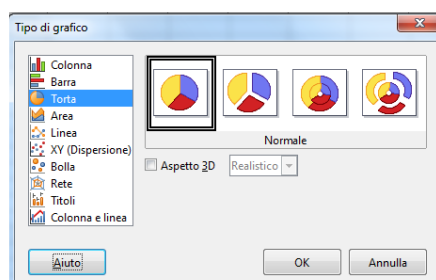 Tipo di grafico
Colonna
Barra
Torta
Area
Linea
XY (Dispersione)
Bolla
Rete
Titoli
Colonna e linea
Normale
Aspetto 3D
Realistico
Aiuto
OK
Annulla